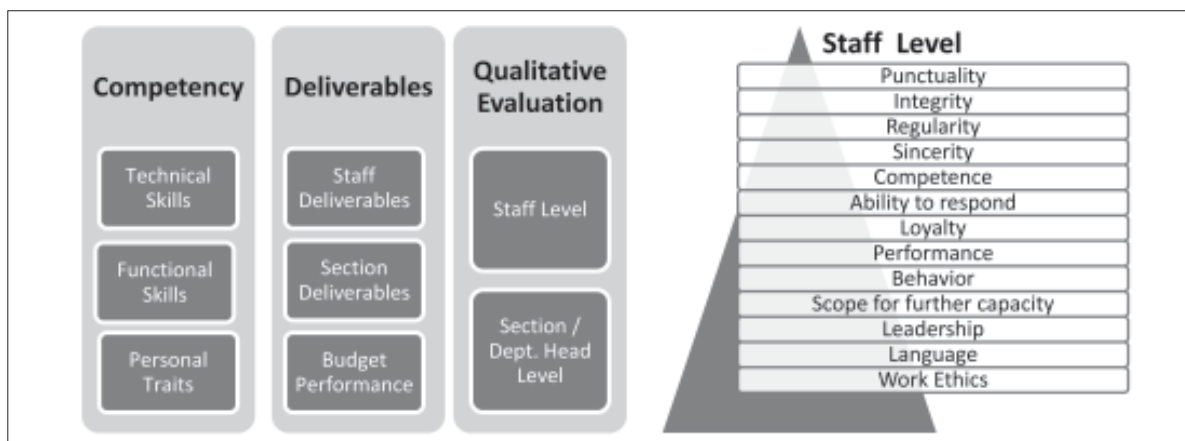 Competency
Technical
Skills
Functional
Skills
Personal
Traits
Deliverables
Staff
Deliverables
Section
Deliverables
Budget
Performance
Qualitative
Evaluation
Staff Level
Section /
Dept. Head
Level
Staff Level
Punctuality
Integrity
Regularity
Sincerity
Competence
Ability to respond
Loyalty
Performance
Behavior
Scope for further capacity
Leadership
Language
Work Ethics